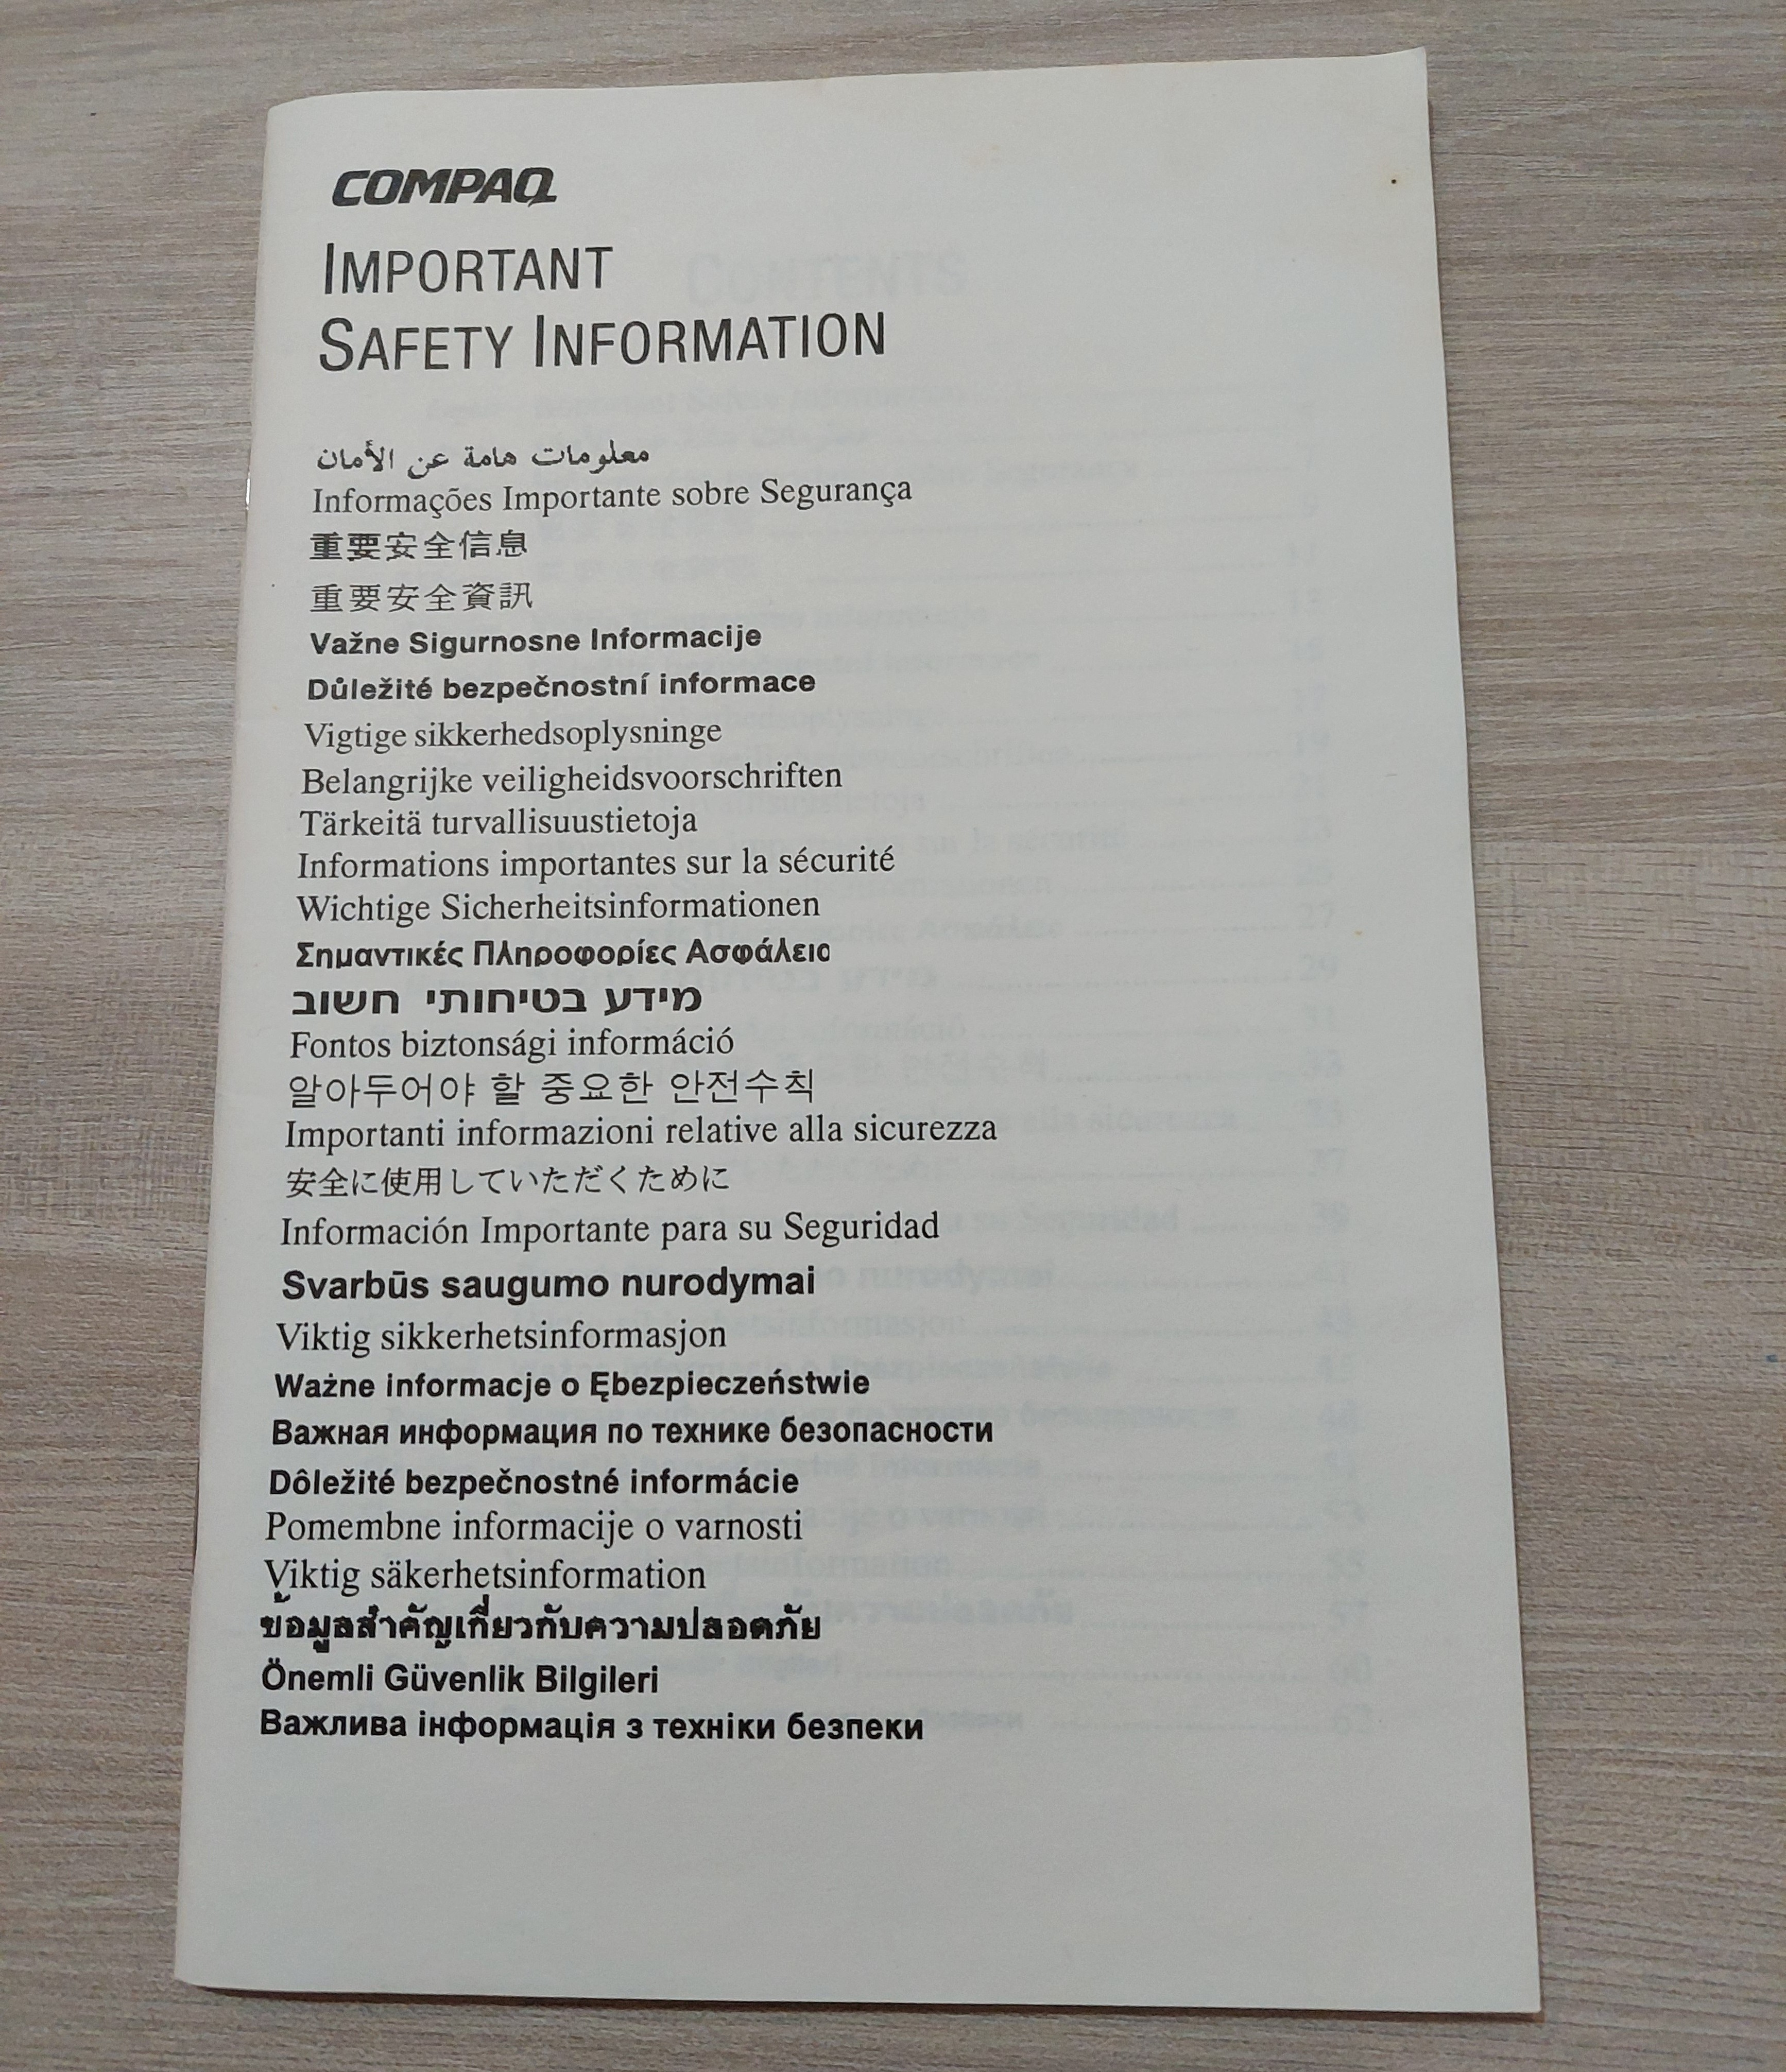 COMPAQ
IMPORTANT
SAFETY INFORMATION
معلومات هامة عن الأمان
Informações Importante sobre Segurança
重要安全信息
重要安全資訊
Važne Sigurnosne Informacije
Důležité bezpečnostní informace
Vigtige sikkerhedsoplysninge
Belangrijke veiligheidsvoorschriften
Tärkeitä turvallisuustietoja
Informations importantes sur la sécurité
Wichtige Sicherheitsinformationen
Σημαντικές Πληροφορίες Ασφάλεια
מידע בטיחותי חשוב
Fontos biztonsági információ
알아두어야 할 중요한 안전수칙
Importanti informazioni relative alla sicurezza
安全に使用していただくために
Información Importante para su Seguridad
Svarbūs saugumo nurodymai
Viktig sikkerhetsinformasjon
Ważne informacje o Ębezpieczeństwie
Важная информация по технике безопасности
Dôležité bezpečnostné informácie
Pomembne informacije o varnosti
Viktig säkerhetsinformation
ข้อมูลสำคัญเกี่ยวกับความปลอดภัย
Önemli Güvenlik Bilgileri
Важлива інформація з техніки безпеки